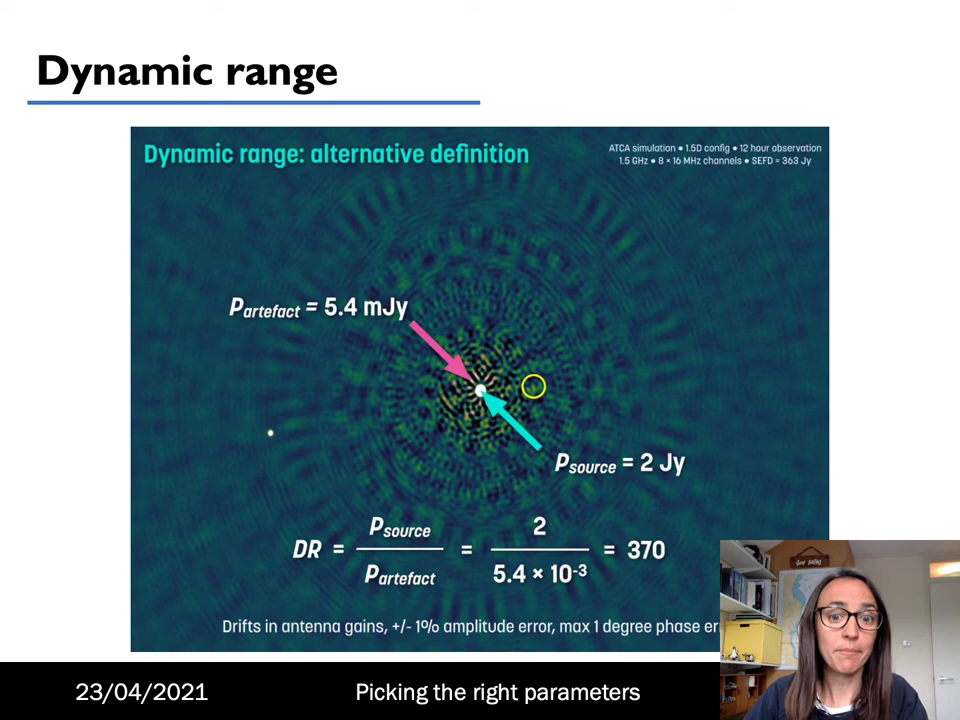 Dynamic range
Dynamic range: alternative definition
ATCA simulation • 1.5D config • 12 hour observation
1.5 GHz • 8 × 16 MHz channels • SEFD = 363 Jy
Partefact = 5.4 mJy
Psource = 2 Jy
DR = Psource / Partefact = 2 / 5.4 × 10-3 = 370
Drifts in antenna gains, +/- 1% amplitude error, max 1 degree phase er
23/04/2021
Picking the right parameters